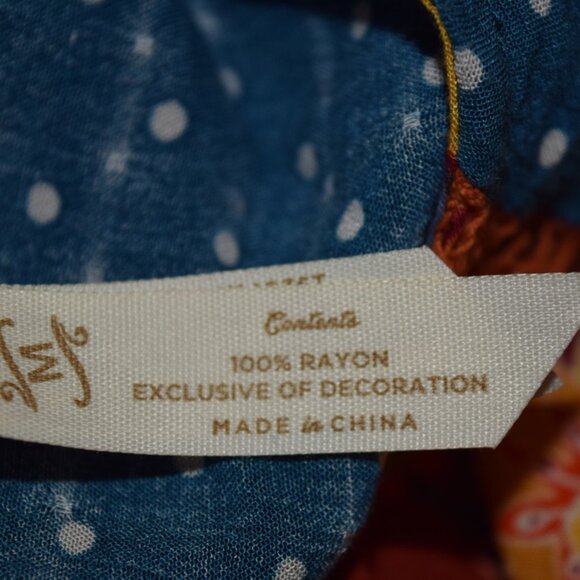 Contents
100% RAYON
EXCLUSIVE OF DECORATION
MADE in CHINA